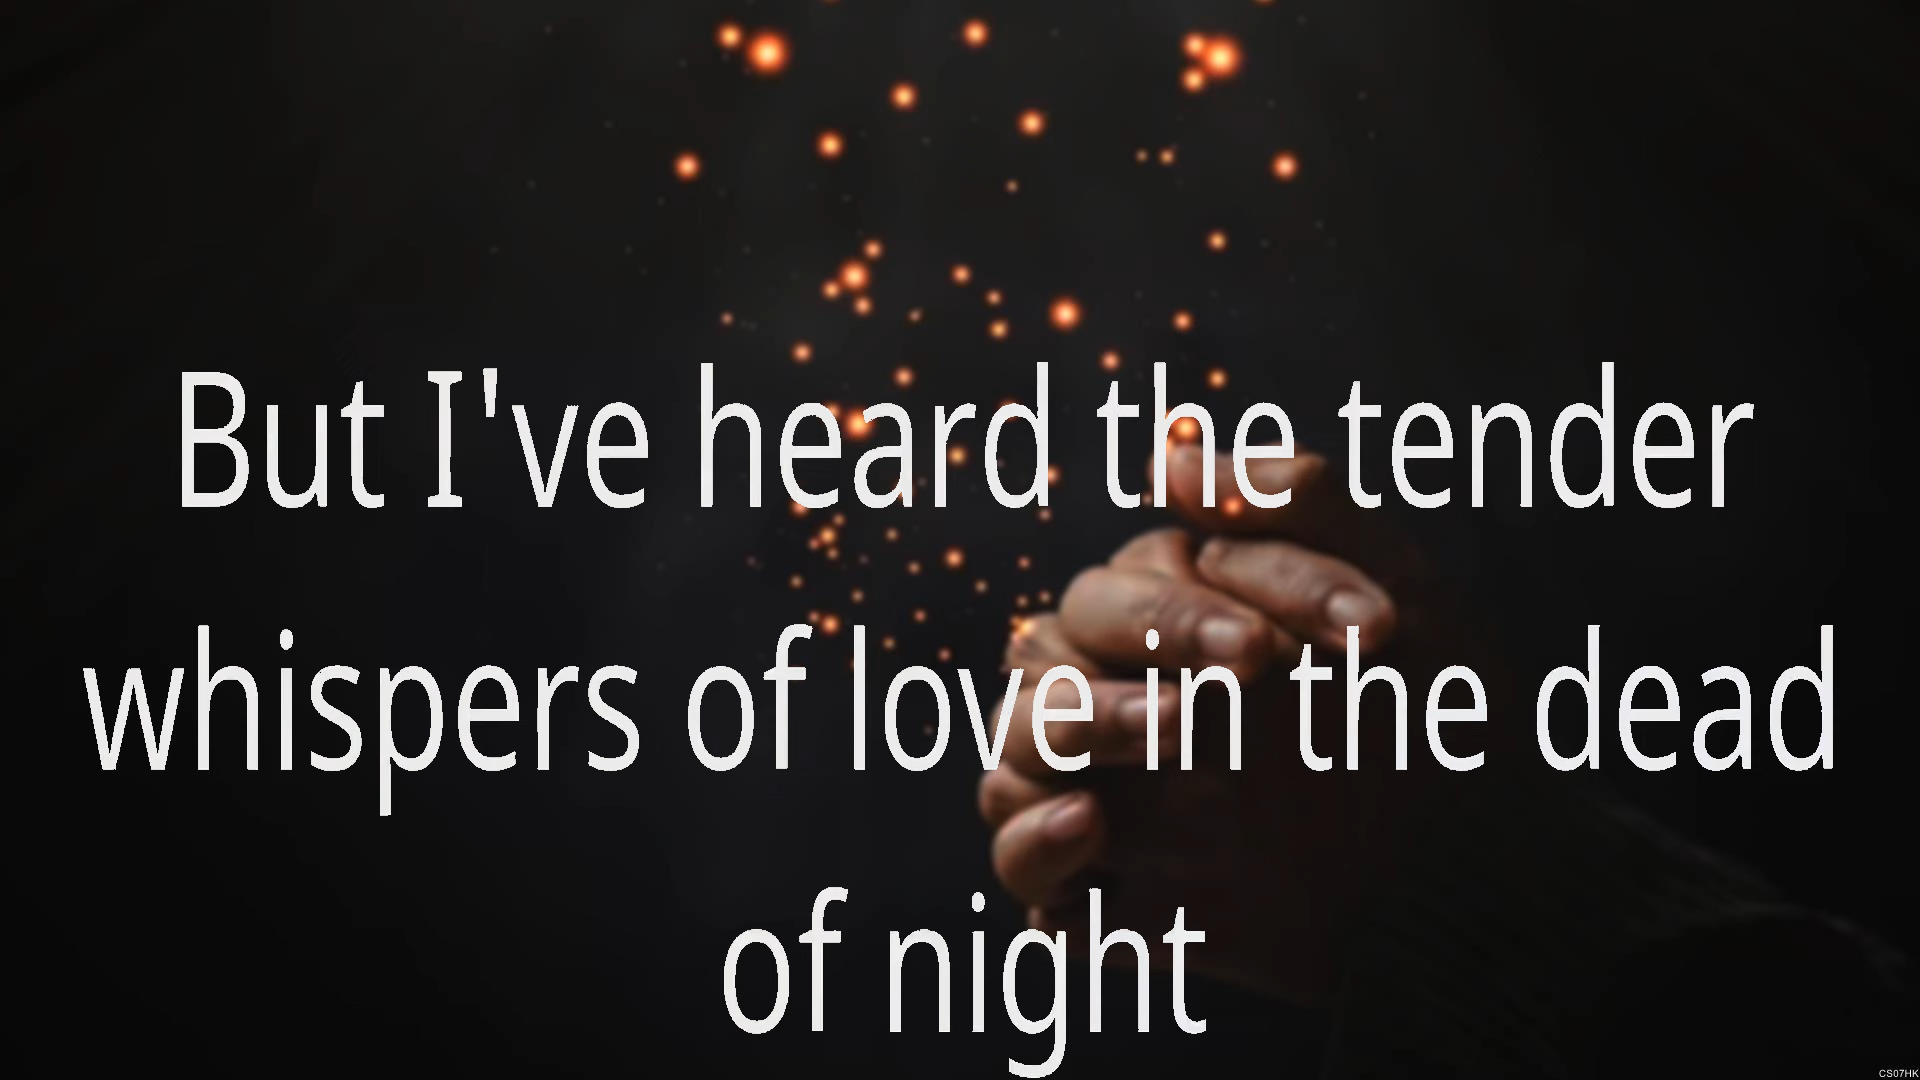 But I've heard the tender
whispers of love in the dead
of night
CS07HK